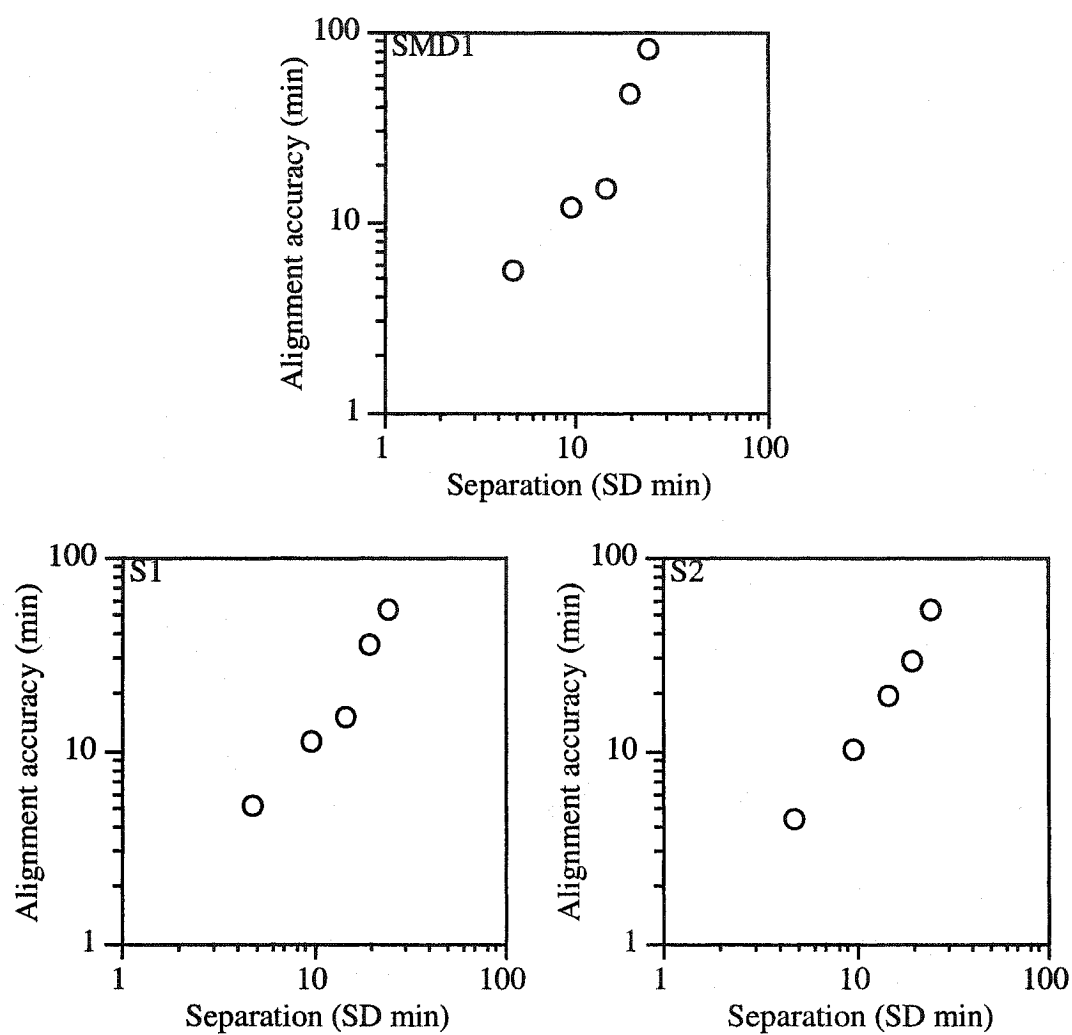 100
SMD1
Alignment accuracy (min)
10
1
1 10 100
Separation (SD min)
100
S1
Alignment accuracy (min)
10
1
1 10 100
Separation (SD min)
100
S2
Alignment accuracy (min)
10
1
1 10 100
Separation (SD min)